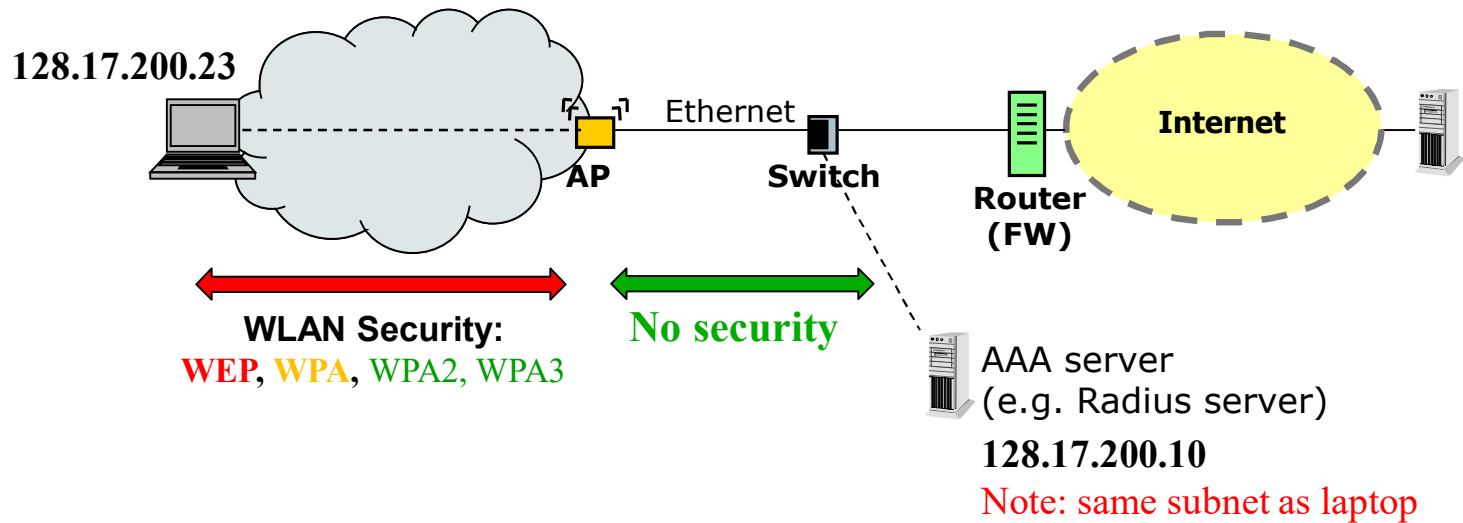 128.17.200.23
Ethernet
Internet
AP
Switch
Router
(FW)
WLAN Security:
WEP, WPA, WPA2, WPA3
No security
AAA server
(e.g. Radius server)
128.17.200.10
Note: same subnet as laptop